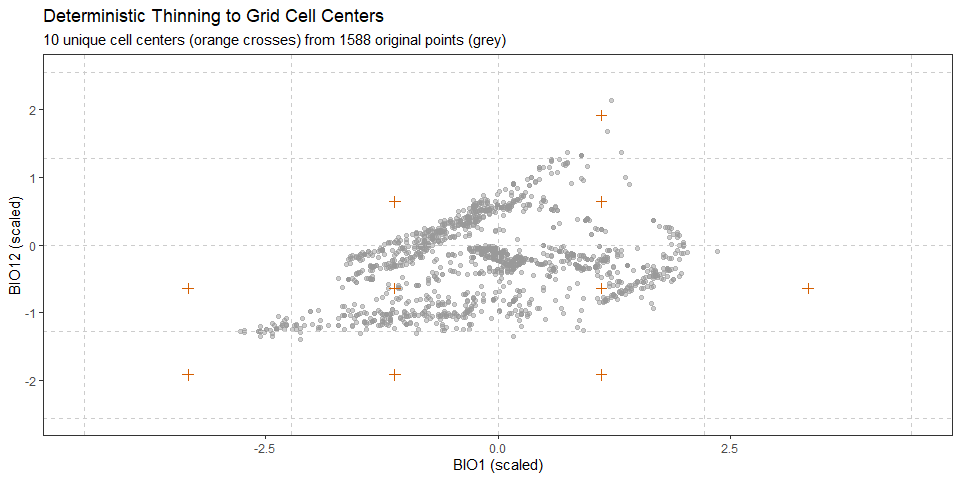 Deterministic Thinning to Grid Cell Centers
10 unique cell centers (orange crosses) from 1588 original points (grey)
2
1
0
-1
-2
BIO12 (scaled)
-2.5
0.0
2.5
BIO1 (scaled)